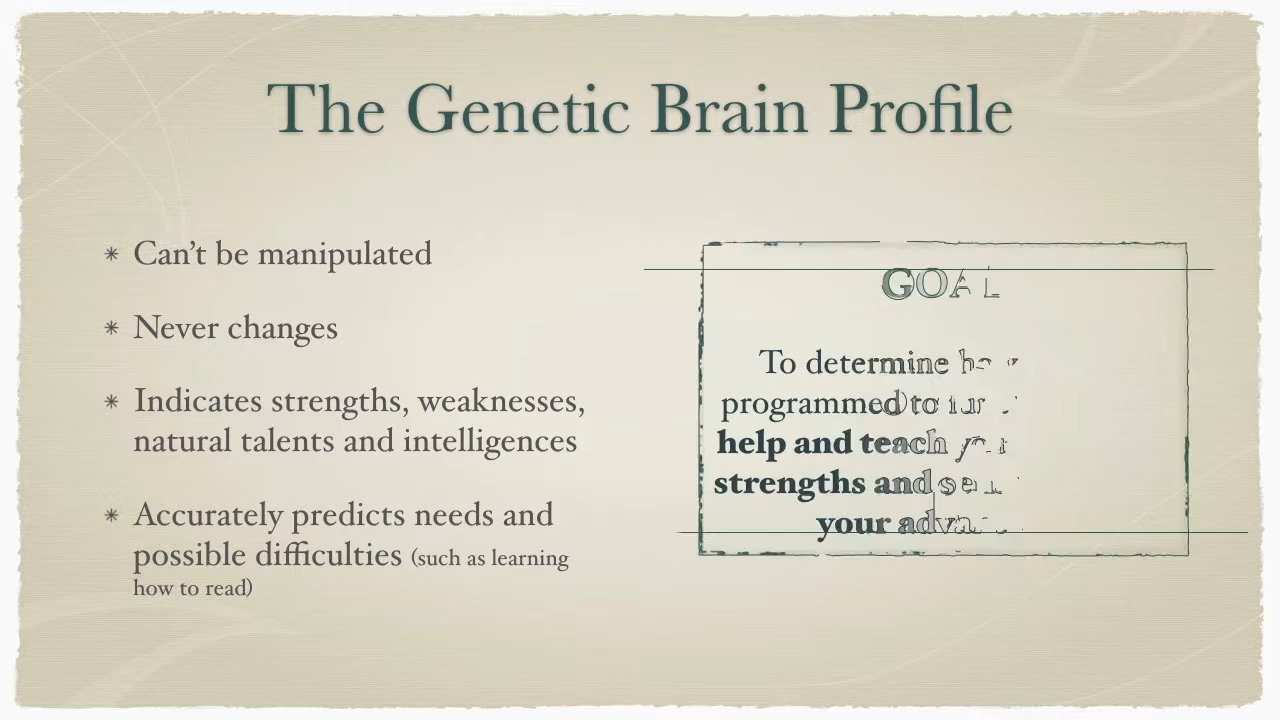 The Genetic Brain Profile
* Can't be manipulated
* Never changes
* Indicates strengths, weaknesses,
natural talents and intelligences
* Accurately predicts needs and
possible difficulties (such as learning
how to read)
GOAL
To determine
programmed to
help and teach
strengths and
your